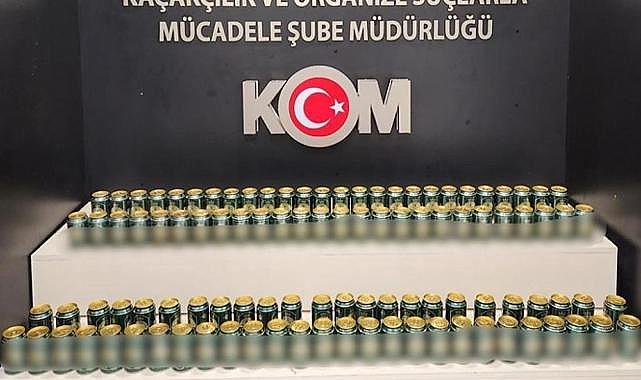 KAÇAKÇILIK VE ORGANİZE SUÇLARLA
MÜCADELE ŞUBE MÜDÜRLÜĞÜ
KOM